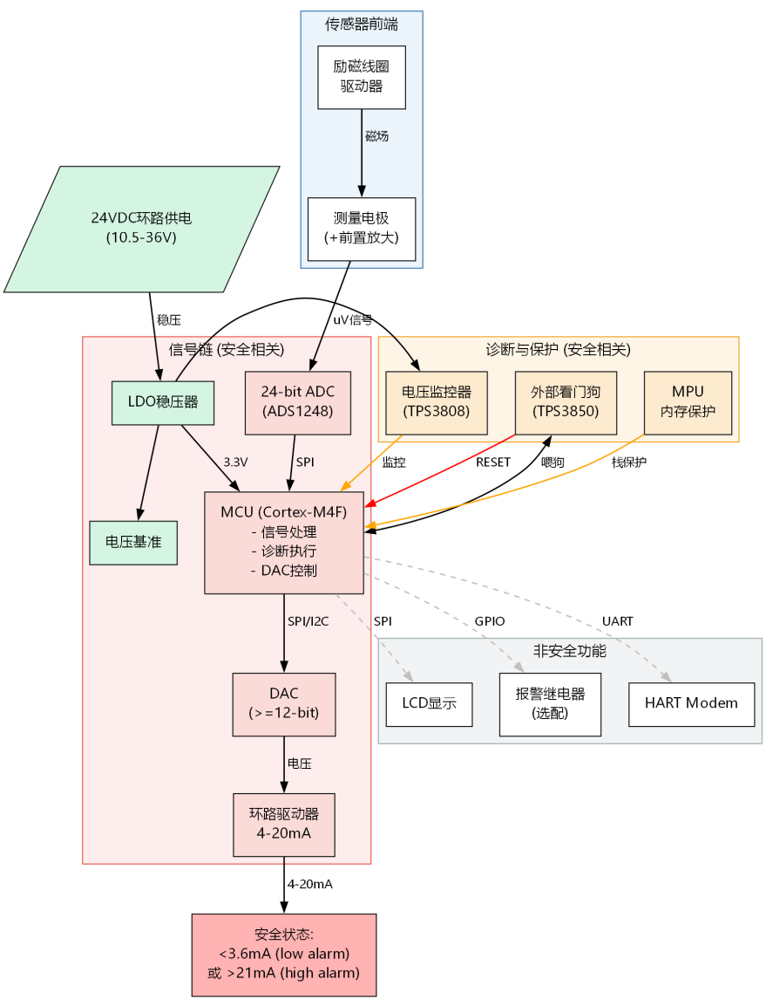 传感器前端
励磁线圈
驱动器
磁场
24VDC环路供电
(10.5-36V)
测量电极
(+前置放大)
稳压
uV信号
信号链 (安全相关)
诊断与保护 (安全相关)
LDO稳压器
24-bit ADC
(ADS1248)
电压监控器
(TPS3808)
外部看门狗
(TPS3850)
MPU
内存保护
3.3V
SPI
监控
RESET
喂狗
栈保护
电压基准
MCU (Cortex-M4F)
- 信号处理
- 诊断执行
- DAC控制
SPI/I2C
SPI
GPIO
UART
非安全功能
DAC
(>=12-bit)
LCD显示
报警继电器
(选配)
HART Modem
电压
环路驱动器
4-20mA
4-20mA
安全状态:
<3.6mA (low alarm)
或 >21mA (high alarm)